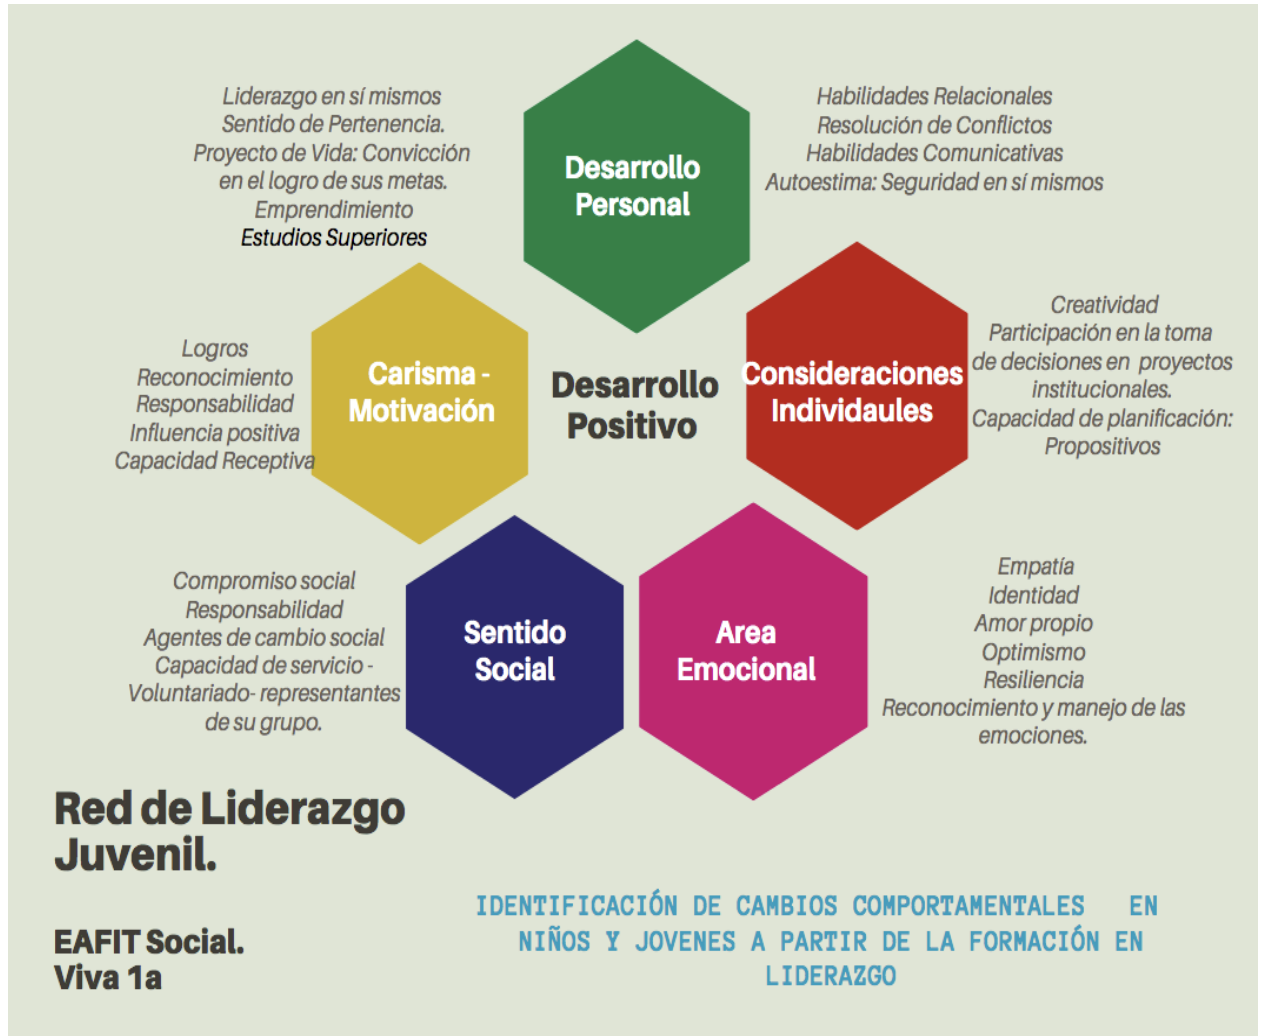 Liderazgo en sí mismos
Sentido de Pertenencia.
Proyecto de Vida: Convicción
en el logro de sus metas.
Emprendimiento
Estudios Superiores
Desarrollo
Personal
Habilidades Relacionales
Resolución de Conflictos
Habilidades Comunicativas
Autoestima: Seguridad en sí mismos
Logros
Reconocimiento
Responsabilidad
Influencia positiva
Capacidad Receptiva
Carisma -
Motivación
Desarrollo
Positivo
Consideraciones
Individaules
Creatividad
Participación en la toma
de decisiones en proyectos
institucionales.
Capacidad de planificación:
Propositivos
Compromiso social
Responsabilidad
Agentes de cambio social
Capacidad de servicio -
Voluntariado- representantes
de su grupo.
Sentido
Social
Area
Emocional
Empatía
Identidad
Amor propio
Optimismo
Resiliencia
Reconocimiento y manejo de las
emociones.
Red de Liderazgo
Juvenil.
EAFIT Social.
Viva 1a
IDENTIFICACIÓN DE CAMBIOS COMPORTAMENTALES EN
NIÑOS Y JOVENES A PARTIR DE LA FORMACIÓN EN
LIDERAZGO